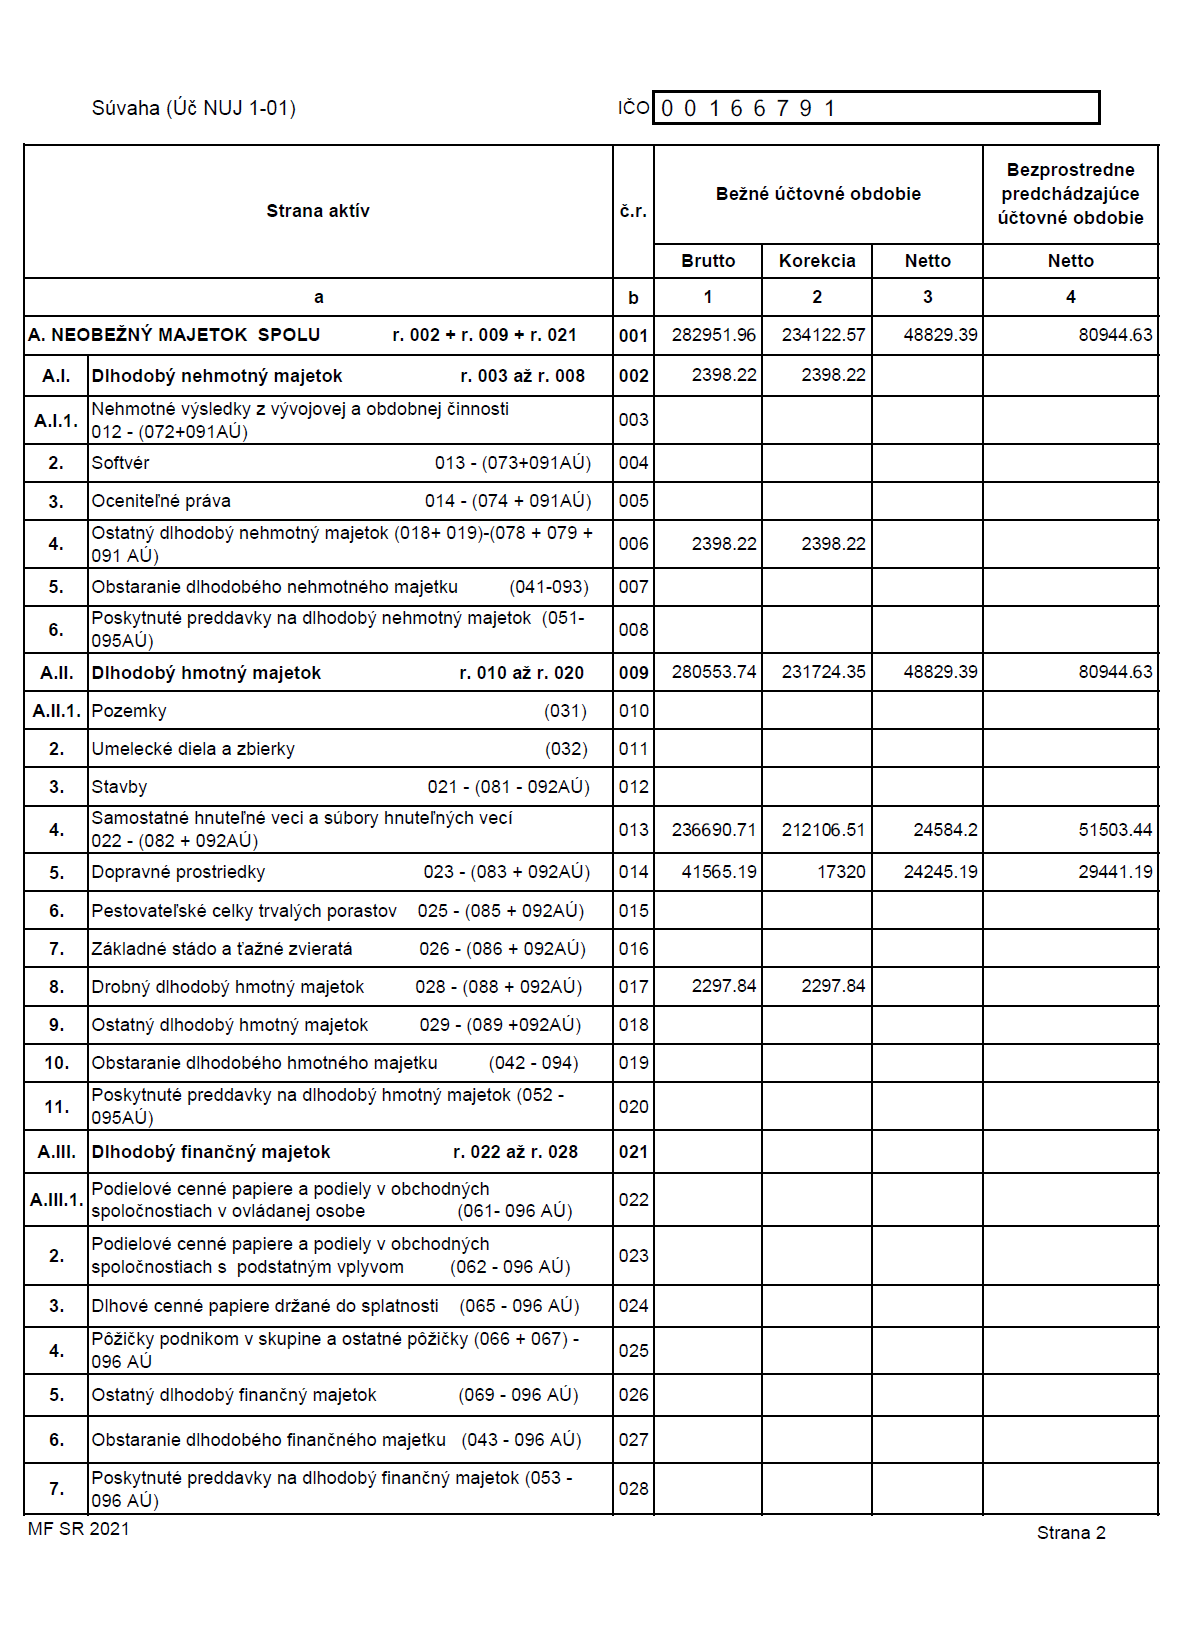 Súvaha (Úč NUJ 1-01) IČO 0 0 1 6 6 7 9 1
Strana aktív č.r. Bežné účtovné obdobie Bezprostredne predchádzajúce účtovné obdobie
Brutto Korekcia Netto Netto
a b 1 2 3 4
A. NEOBEŽNÝ MAJETOK SPOLU r. 002 + r. 009 + r. 021 001 282951.96 234122.57 48829.39 80944.63
A.I. Dlhodobý nehmotný majetok r. 003 až r. 008 002 2398.22 2398.22
A.I.1. Nehmotné výsledky z vývojovej a obdobnej činnosti
012 - (072+091AÚ) 003
2. Softvér 013 - (073+091AÚ) 004
3. Oceniteľné práva 014 - (074 + 091AÚ) 005
4. Ostatný dlhodobý nehmotný majetok (018+ 019)-(078 + 079 +
091 AÚ) 006 2398.22 2398.22
5. Obstaranie dlhodobého nehmotného majetku (041-093) 007
6. Poskytnuté preddavky na dlhodobý nehmotný majetok (051-
095AÚ) 008
A.II. Dlhodobý hmotný majetok r. 010 až r. 020 009 280553.74 231724.35 48829.39 80944.63
A.II.1. Pozemky (031) 010
2. Umelecké diela a zbierky (032) 011
3. Stavby 021 - (081 - 092AÚ) 012
4. Samostatné hnuteľné veci a súbory hnuteľných vecí
022 - (082 + 092AÚ) 013 236690.71 212106.51 24584.2 51503.44
5. Dopravné prostriedky 023 - (083 + 092AÚ) 014 41565.19 17320 24245.19 29441.19
6. Pestovateľské celky trvalých porastov 025 - (085 + 092AÚ) 015
7. Základné stádo a ťažné zvieratá 026 - (086 + 092AÚ) 016
8. Drobný dlhodobý hmotný majetok 028 - (088 + 092AÚ) 017 2297.84 2297.84
9. Ostatný dlhodobý hmotný majetok 029 - (089 +092AÚ) 018
10. Obstaranie dlhodobého hmotného majetku (042 - 094) 019
11. Poskytnuté preddavky na dlhodobý hmotný majetok (052 -
095AÚ) 020
A.III. Dlhodobý finančný majetok r. 022 až r. 028 021
A.III.1. Podielové cenné papiere a podiely v obchodných
spoločnostiach v ovládanej osobe (061- 096 AÚ) 022
2. Podielové cenné papiere a podiely v obchodných
spoločnostiach s podstatným vplyvom (062 - 096 AÚ) 023
3. Dlhové cenné papiere držané do splatnosti (065 - 096 AÚ) 024
4. Pôžičky podnikom v skupine a ostatné pôžičky (066 + 067) -
096 AÚ 025
5. Ostatný dlhodobý finančný majetok (069 - 096 AÚ) 026
6. Obstaranie dlhodobého finančného majetku (043 - 096 AÚ) 027
7. Poskytnuté preddavky na dlhodobý finančný majetok (053 -
096 AÚ) 028
MF SR 2021 Strana 2